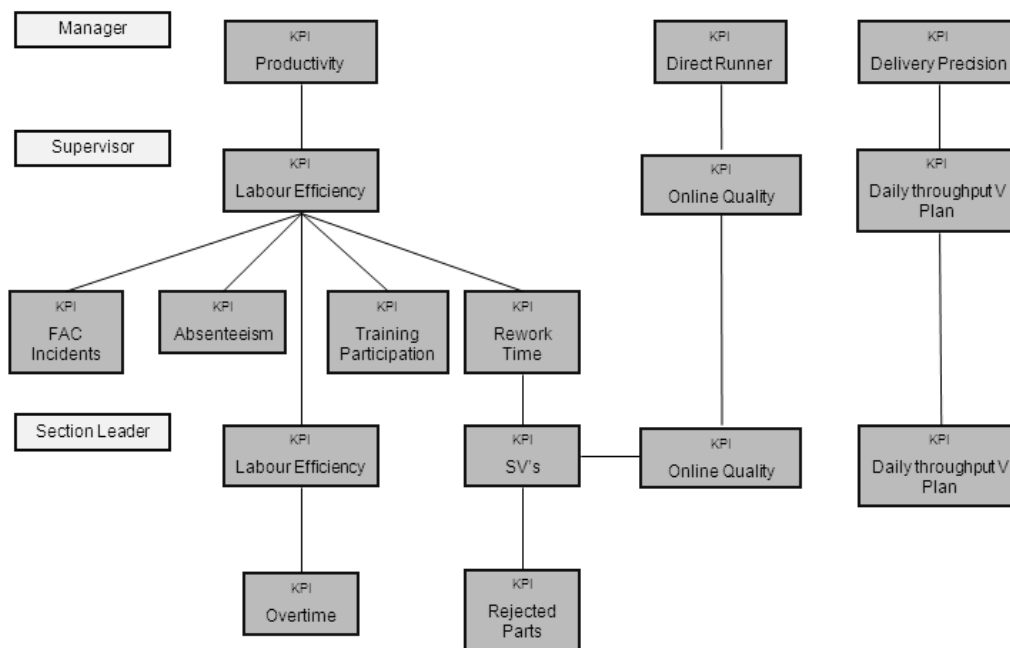 Manager
KPI
Productivity
KPI
Direct Runner
KPI
Delivery Precision
Supervisor
KPI
Labour Efficiency
KPI
Online Quality
KPI
Daily throughput V
Plan
KPI
FAC
Incidents
KPI
Absenteeism
KPI
Training
Participation
KPI
Rework
Time
Section Leader
KPI
Labour Efficiency
KPI
SV's
KPI
Online Quality
KPI
Daily throughput V
Plan
KPI
Overtime
KPI
Rejected
Parts